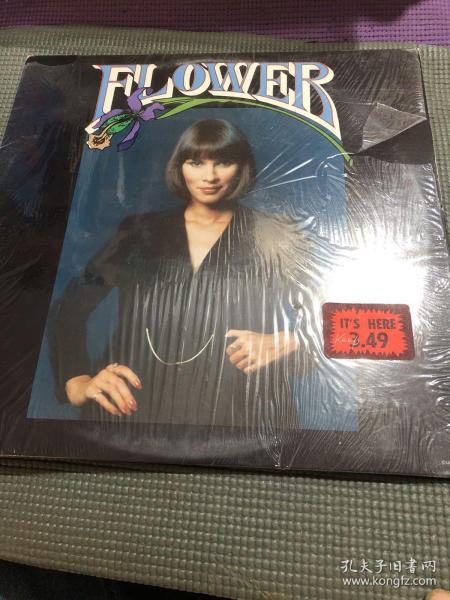 FLOWER
IT'S HERE
3.49
孔夫子旧书网
www.kongfz.com